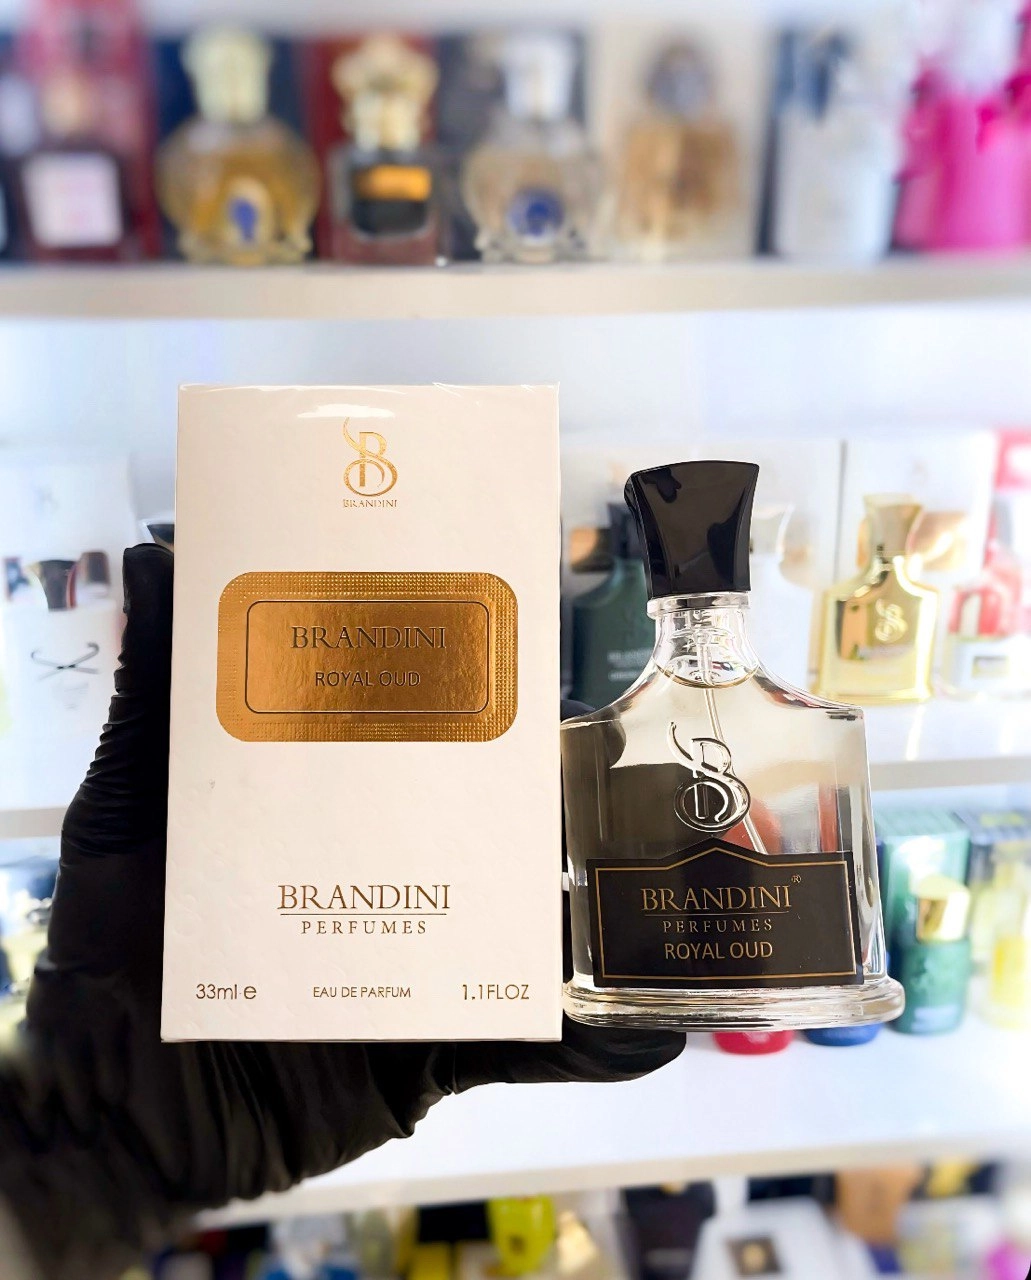 BRANDINI
BRANDINI
ROYAL OUD
BRANDINI
PERFUMES
33ml e
EAU DE PARFUM
1.1FLOZ
BRANDINI®
PERFUMES
ROYAL OUD